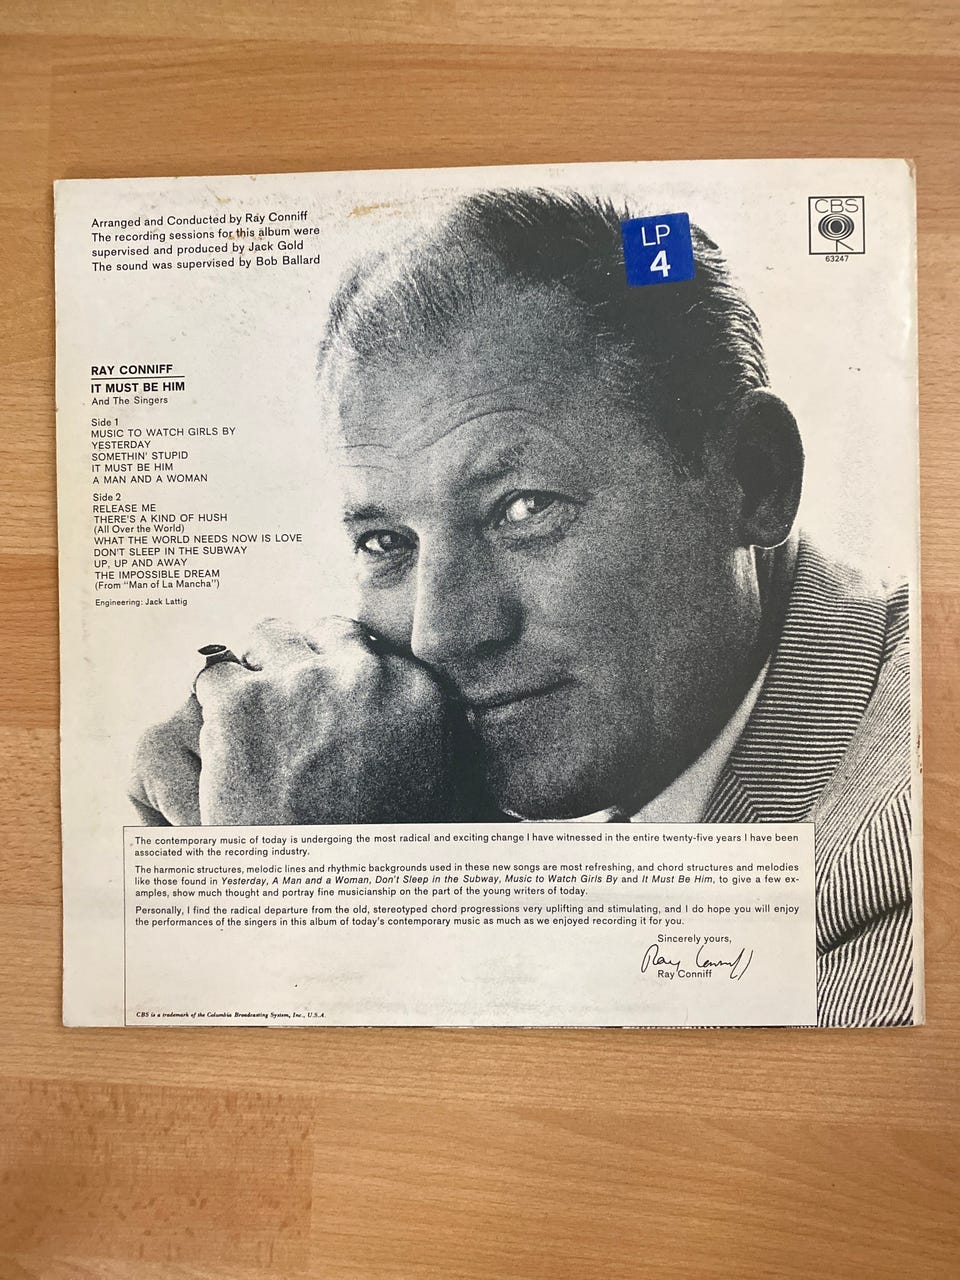 Arranged and Conducted by Ray Conniff
The recording sessions for this album were
supervised and produced by Jack Gold
The sound was supervised by Bob Ballard
LP
4
CBS
63247
RAY CONNIFF
IT MUST BE HIM
And The Singers
Side 1
MUSIC TO WATCH GIRLS BY
YESTERDAY
SOMETHIN' STUPID
IT MUST BE HIM
A MAN AND A WOMAN
Side 2
RELEASE ME
THERE'S A KIND OF HUSH
(All Over the World)
WHAT THE WORLD NEEDS NOW IS LOVE
DON'T SLEEP IN THE SUBWAY
UP, UP AND AWAY
THE IMPOSSIBLE DREAM
(From "Man of La Mancha")
Engineering: Jack Lattig
The contemporary music of today is undergoing the most radical and exciting change I have witnessed in the entire twenty-five years I have been
associated with the recording industry.
The harmonic structures, melodic lines and rhythmic backgrounds used in these new songs are most refreshing, and chord structures and melodies
like those found in Yesterday, A Man and a Woman, Don't Sleep in the Subway, Music to Watch Girls By and It Must Be Him, to give a few ex-
amples, show much thought and portray fine musicianship on the part of the young writers of today.
Personally, I find the radical departure from the old, stereotyped chord progressions very uplifting and stimulating, and I do hope you will enjoy
the performances of the singers in this album of today's contemporary music as much as we enjoyed recording it for you.
Sincerely yours,
Ray Conniff
Ray Conniff
CBS is a trademark of the Columbia Broadcasting System, Inc., U.S.A.